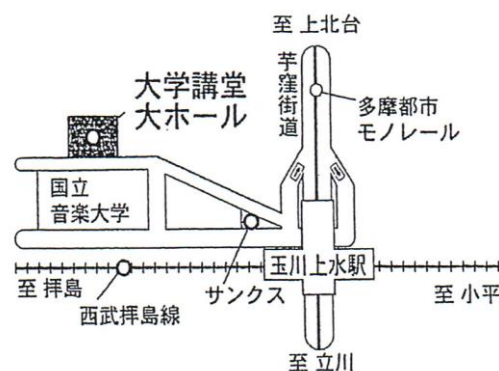 至 上北台
芋窪街道
大学講堂
大ホール
多摩都市
モノレール
国立
音楽大学
玉川上水駅
至 拝島
西武拝島線
サンクス
至 小平
至 立川